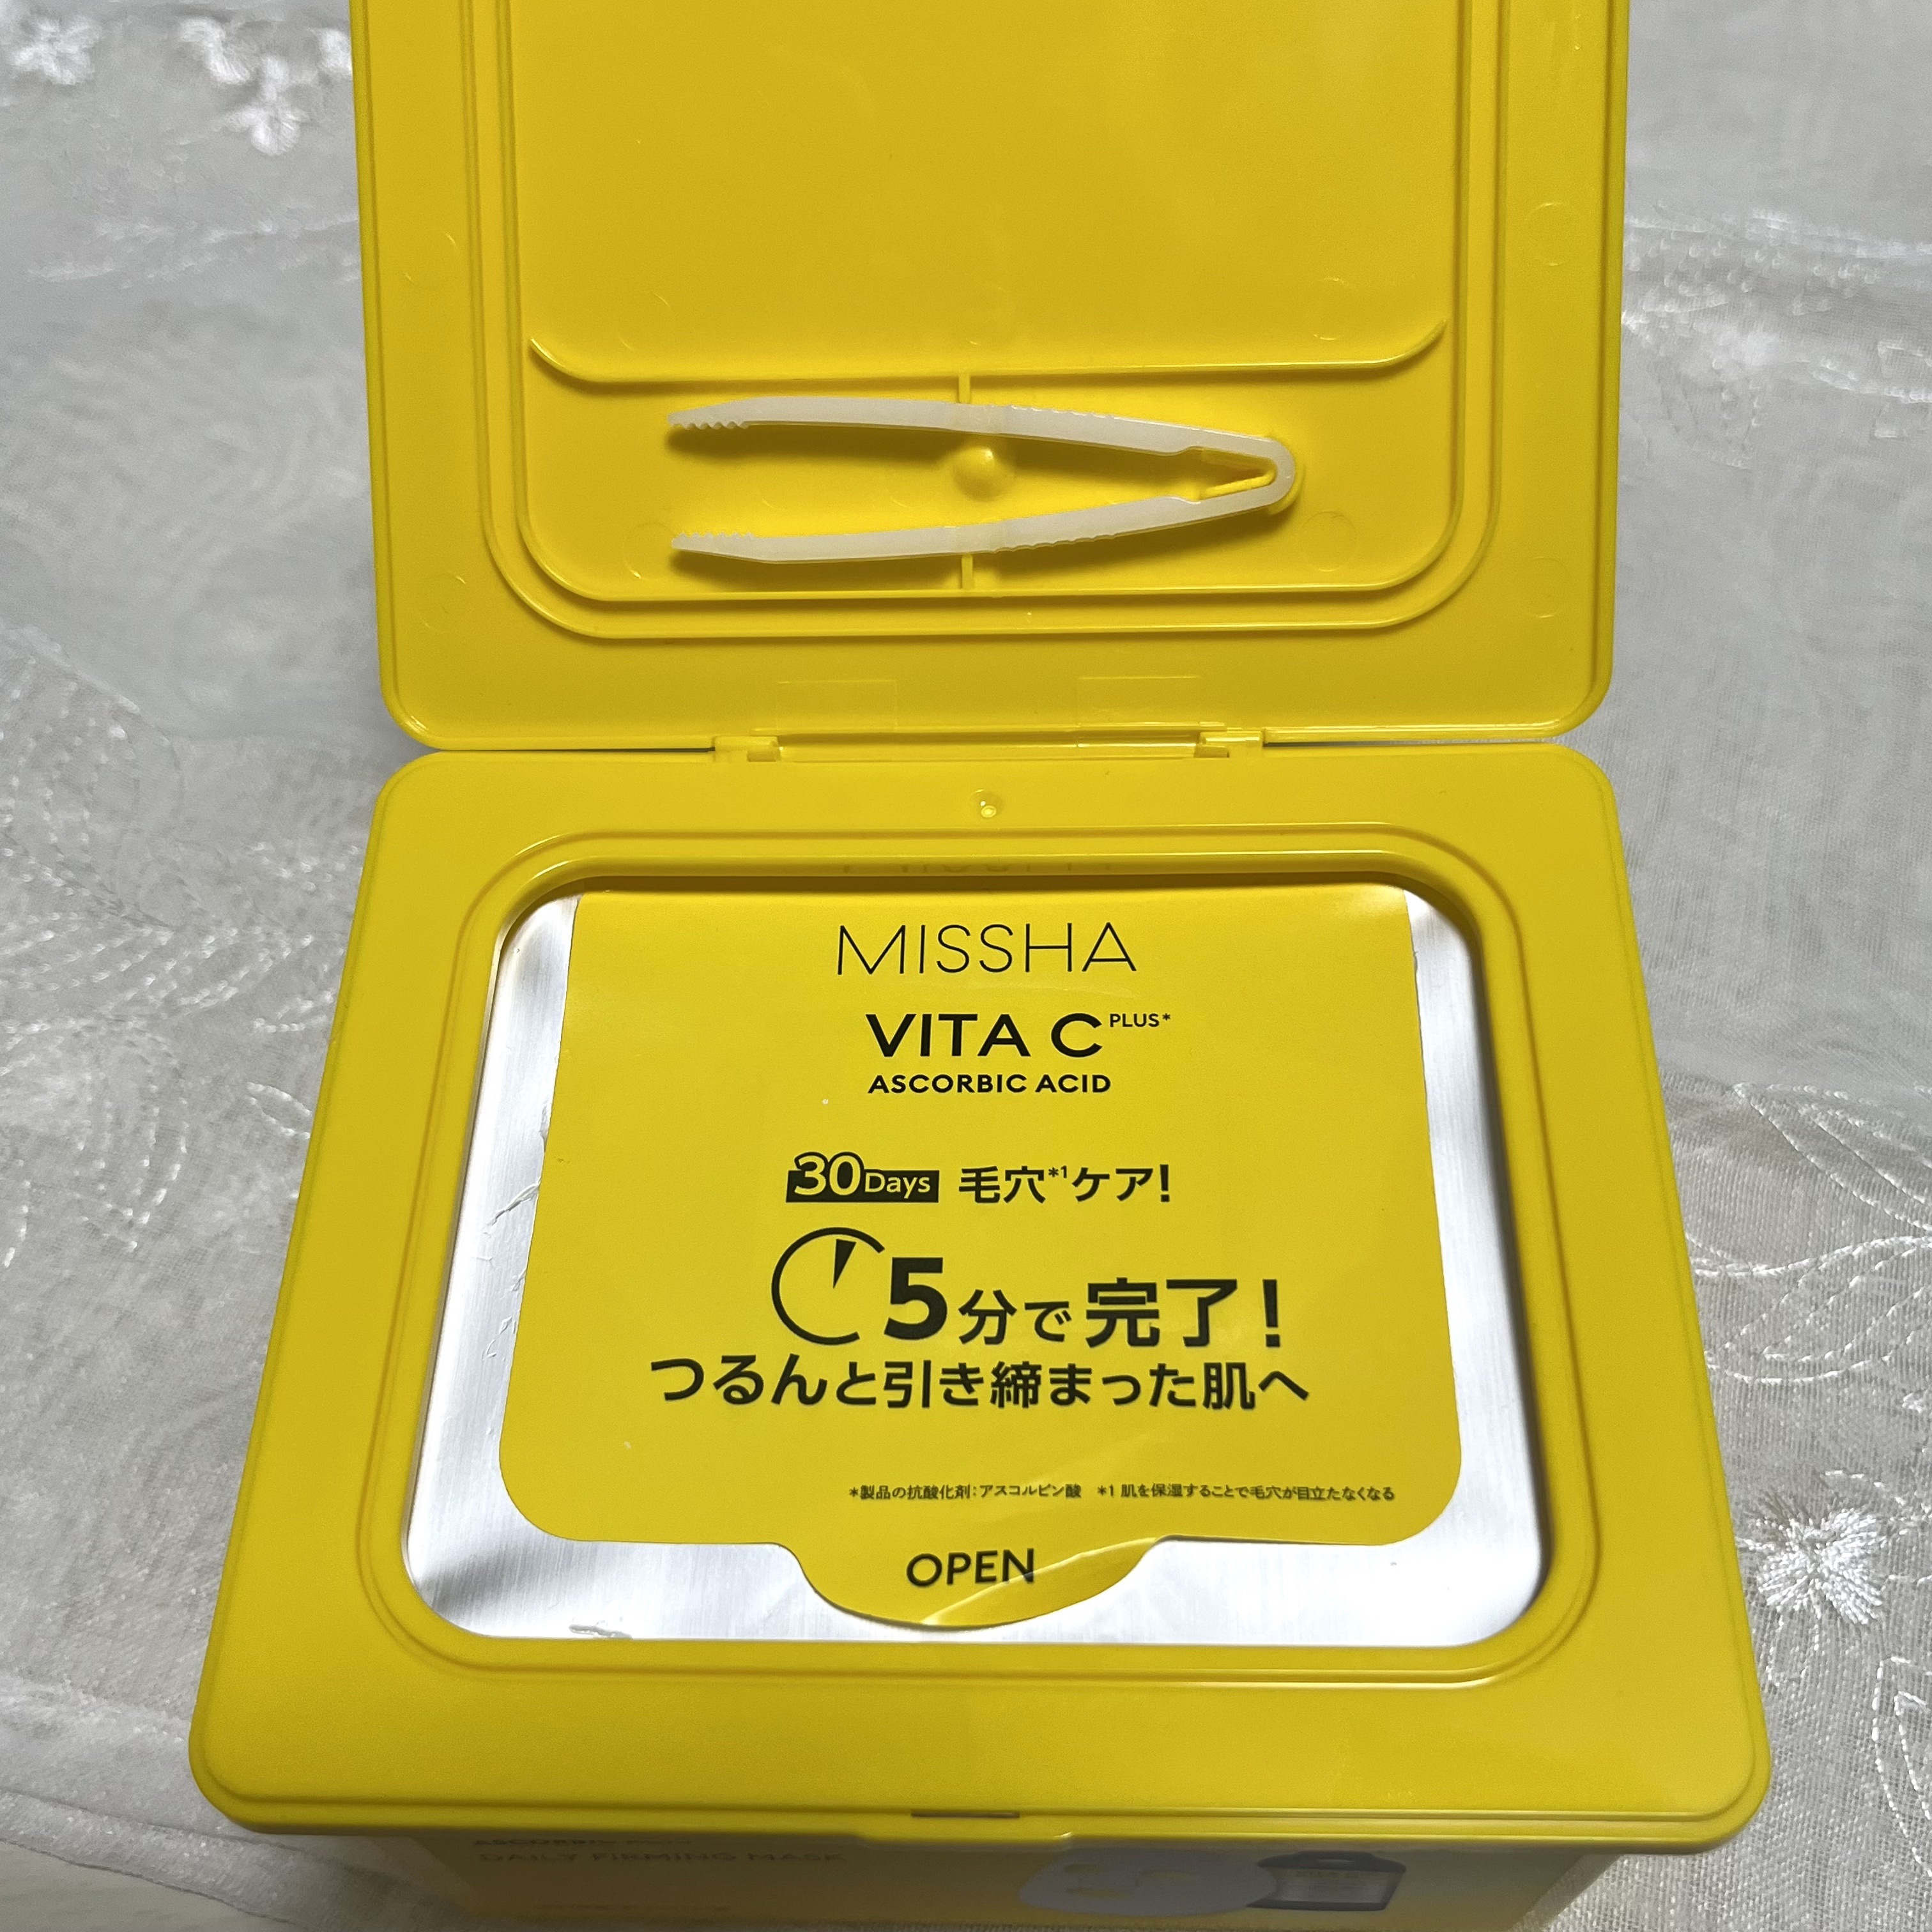 MISSHA
VITA C PLUS*
ASCORBIC ACID
30Days 毛穴*1ケア!
5分で完了!
つるんと引き締まった肌へ
*製品の抗酸化剤:アスコルビン酸 *1 肌を保湿することで毛穴が目立たなくなる
OPEN
DAILY FIRMING MASK